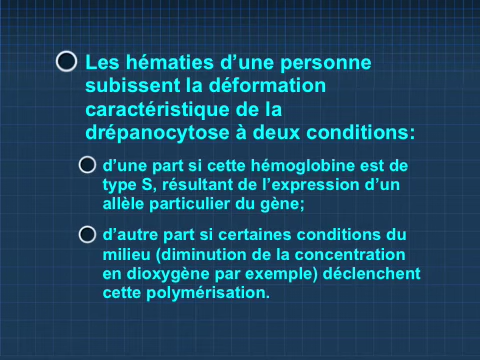 Les hématies d’une personne
subissent la déformation
caractéristique de la
drépanocytose à deux conditions:
d’une part si cette hémoglobine est de
type S, résultant de l’expression d’un
allèle particulier du gène;
d’autre part si certaines conditions du
milieu (diminution de la concentration
en dioxygène par exemple) déclenchent
cette polymérisation.